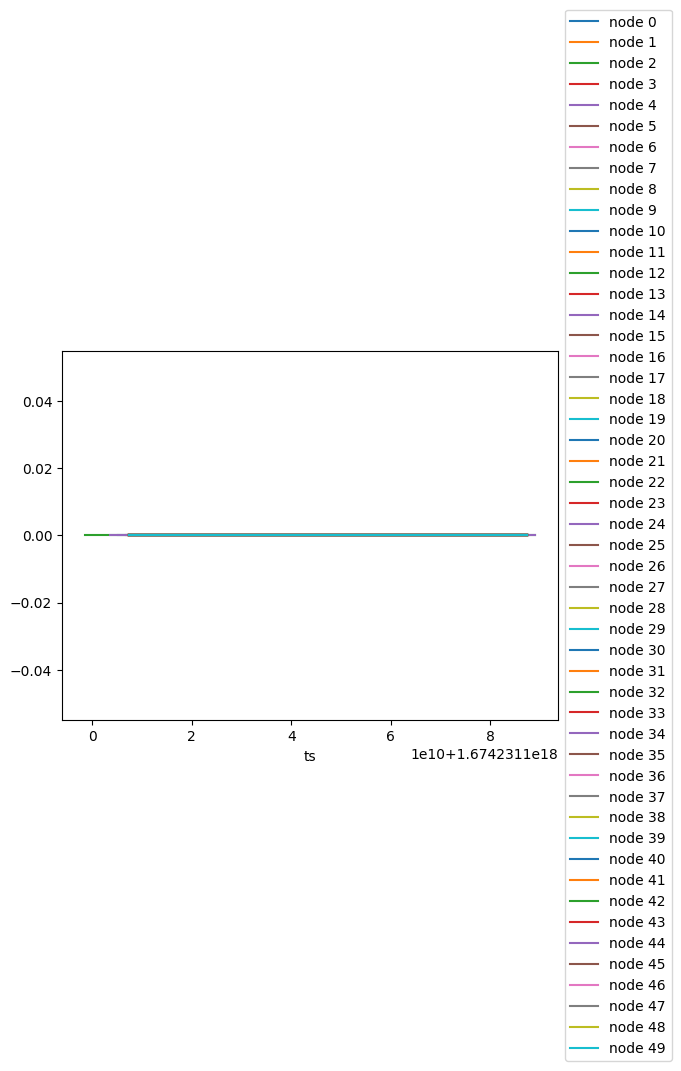 0.04
0.02
0.00
−0.02
−0.04
0
2
4
6
8
ts
1e10+1.6742311e18
node 0
node 1
node 2
node 3
node 4
node 5
node 6
node 7
node 8
node 9
node 10
node 11
node 12
node 13
node 14
node 15
node 16
node 17
node 18
node 19
node 20
node 21
node 22
node 23
node 24
node 25
node 26
node 27
node 28
node 29
node 30
node 31
node 32
node 33
node 34
node 35
node 36
node 37
node 38
node 39
node 40
node 41
node 42
node 43
node 44
node 45
node 46
node 47
node 48
node 49